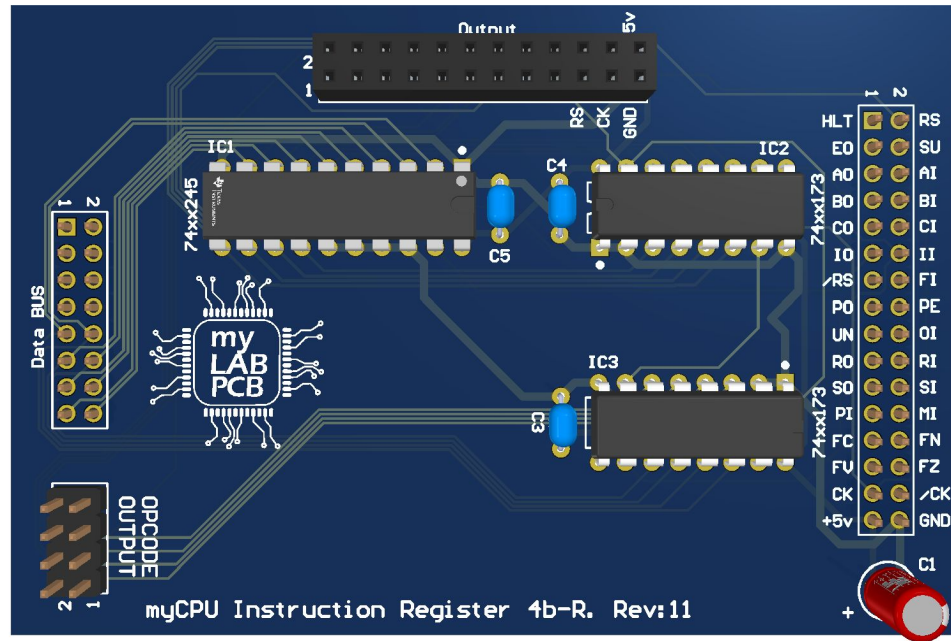 Output
5v
2
1
RS
CK
GND
1
2
HLT
RS
EO
SU
AO
AI
BO
BI
CO
CI
IO
II
/RS
FI
PO
PE
UN
OI
RO
RI
SO
SI
PI
MI
FC
FN
FV
FZ
CK
/CK
+5v
GND
IC1
74xx245
TEXAS
INSTRUMENTS
C5
C4
IC2
74xx173
1
2
Data BUS
my
LAB
PCB
IC3
C3
74xx173
OPCODE
OUTPUT
2
1
C1
+
myCPU Instruction Register 4b-R. Rev:11